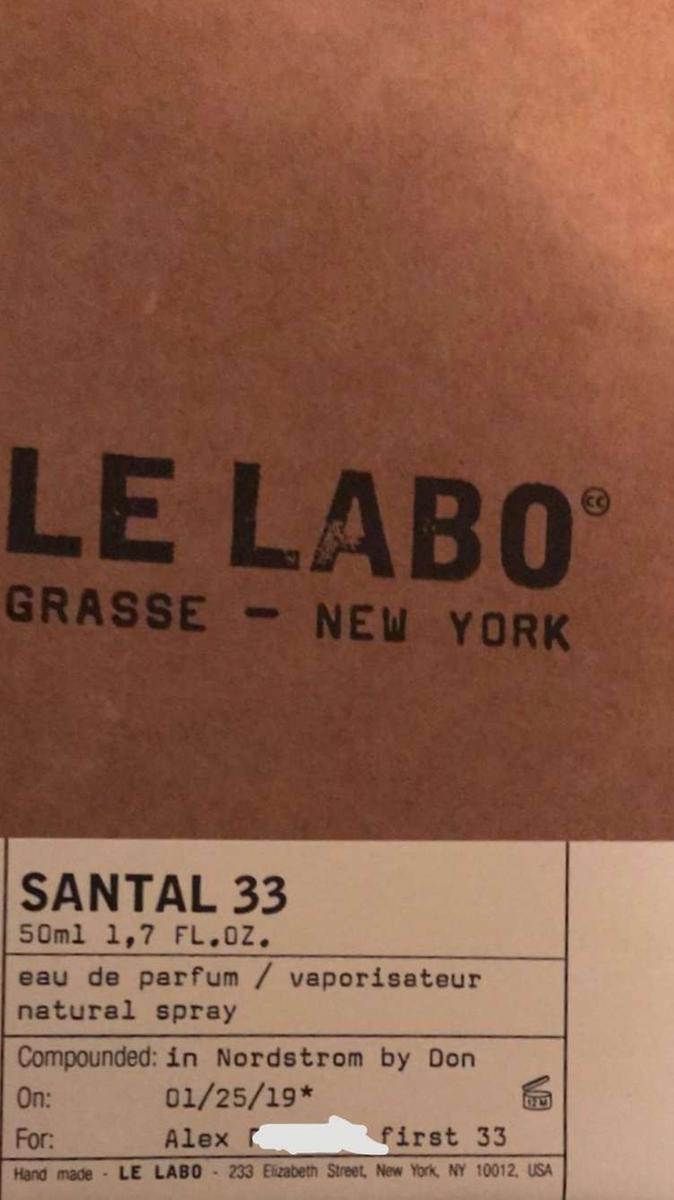 LE LABO cc
GRASSE - NEW YORK
SANTAL 33
50ml 1,7 FL.OZ.
eau de parfum / vaporisateur
natural spray
Compounded: in Nordstrom by Don
On: 01/25/19*
12M
For: Alex first 33
Hand made - LE LABO - 233 Elizabeth Street, New York, NY 10012, USA